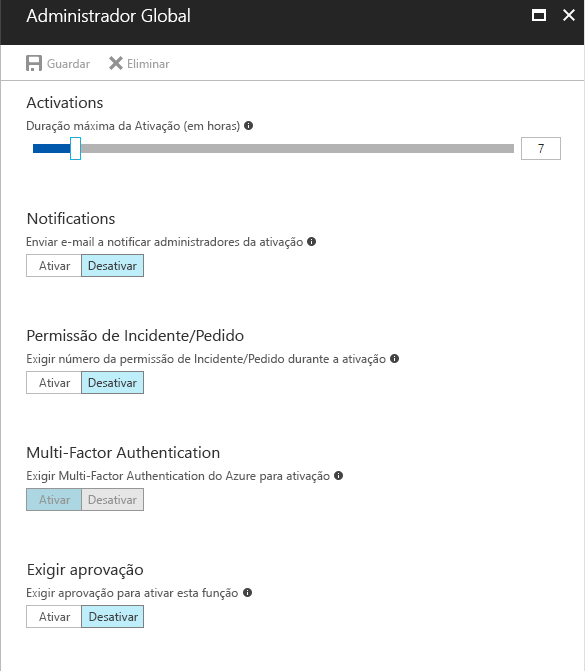 Administrador Global
Guardar Eliminar
Activations
Duração máxima da Ativação (em horas)
7
Notifications
Enviar e-mail a notificar administradores da ativação
Ativar Desativar
Permissão de Incidente/Pedido
Exigir número da permissão de Incidente/Pedido durante a ativação
Ativar Desativar
Multi-Factor Authentication
Exigir Multi-Factor Authentication do Azure para ativação
Ativar Desativar
Exigir aprovação
Exigir aprovação para ativar esta função
Ativar Desativar